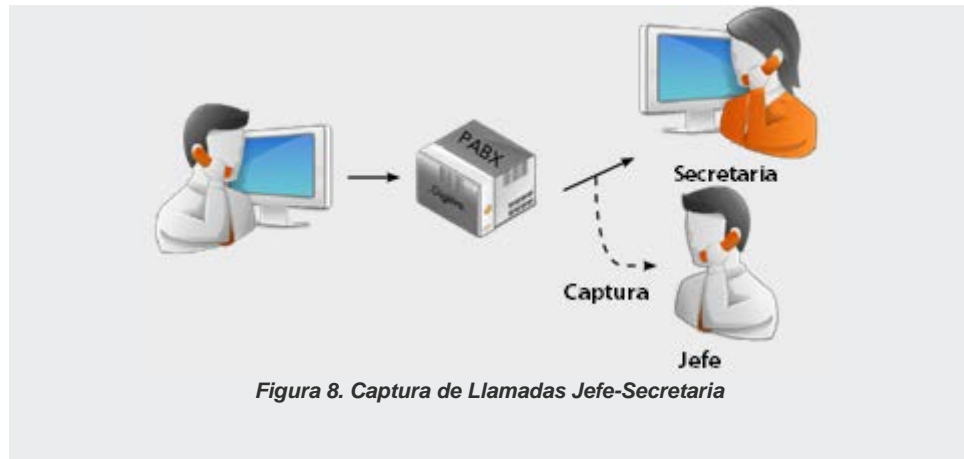 PABX
Secretaria
Captura
Jefe
Figura 8. Captura de Llamadas Jefe-Secretaria